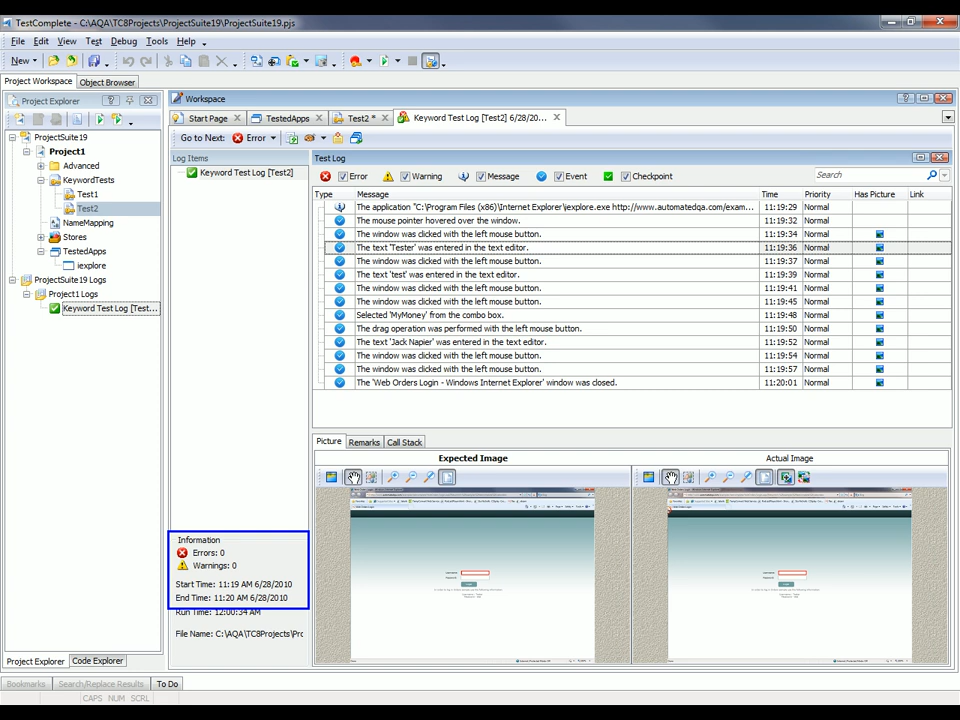 TestComplete - C:\AQA\TC8Projects\ProjectSuite19\ProjectSuite19.pjs
File Edit View Test Debug Tools Help
New
Project Workspace Object Browser
Project Explorer
ProjectSuite19
Project1
Advanced
KeywordTests
Test1
Test2
NameMapping
Stores
TestedApps
iexplore
ProjectSuite19 Logs
Project1 Logs
Keyword Test Log [Test...
Project Explorer Code Explorer
Workspace
Start Page TestedApps Test2 * Keyword Test Log [Test2] 6/28/20...
Go to Next: Error
Log Items
Keyword Test Log [Test2]
Information
Errors: 0
Warnings: 0
Start Time: 11:19 AM 6/28/2010
End Time: 11:20 AM 6/28/2010
Run Time: 12:00:34 AM
File Name: C:\AQA\TC8Projects\Prc
Test Log
Error Warning Message Event Checkpoint Search
Type Message Time Priority Has Picture Link
The application "C:\Program Files (x86)\Internet Explorer\iexplore.exe http://www.automatedqa.com/exam... 11:19:29 Normal
The mouse pointer hovered over the window. 11:19:32 Normal
The window was clicked with the left mouse button. 11:19:34 Normal
The text 'Tester' was entered in the text editor. 11:19:36 Normal
The window was clicked with the left mouse button. 11:19:37 Normal
The text 'test' was entered in the text editor. 11:19:39 Normal
The window was clicked with the left mouse button. 11:19:41 Normal
The window was clicked with the left mouse button. 11:19:45 Normal
Selected 'MyMoney' from the combo box. 11:19:48 Normal
The drag operation was performed with the left mouse button. 11:19:50 Normal
The text 'Jack Napier' was entered in the text editor. 11:19:52 Normal
The window was clicked with the left mouse button. 11:19:54 Normal
The window was clicked with the left mouse button. 11:19:57 Normal
The 'Web Orders Login - Windows Internet Explorer' window was closed. 11:20:01 Normal
Picture Remarks Call Stack
Expected Image Actual Image
Bookmarks Search/Replace Results To Do
CAPS NUM SCRL